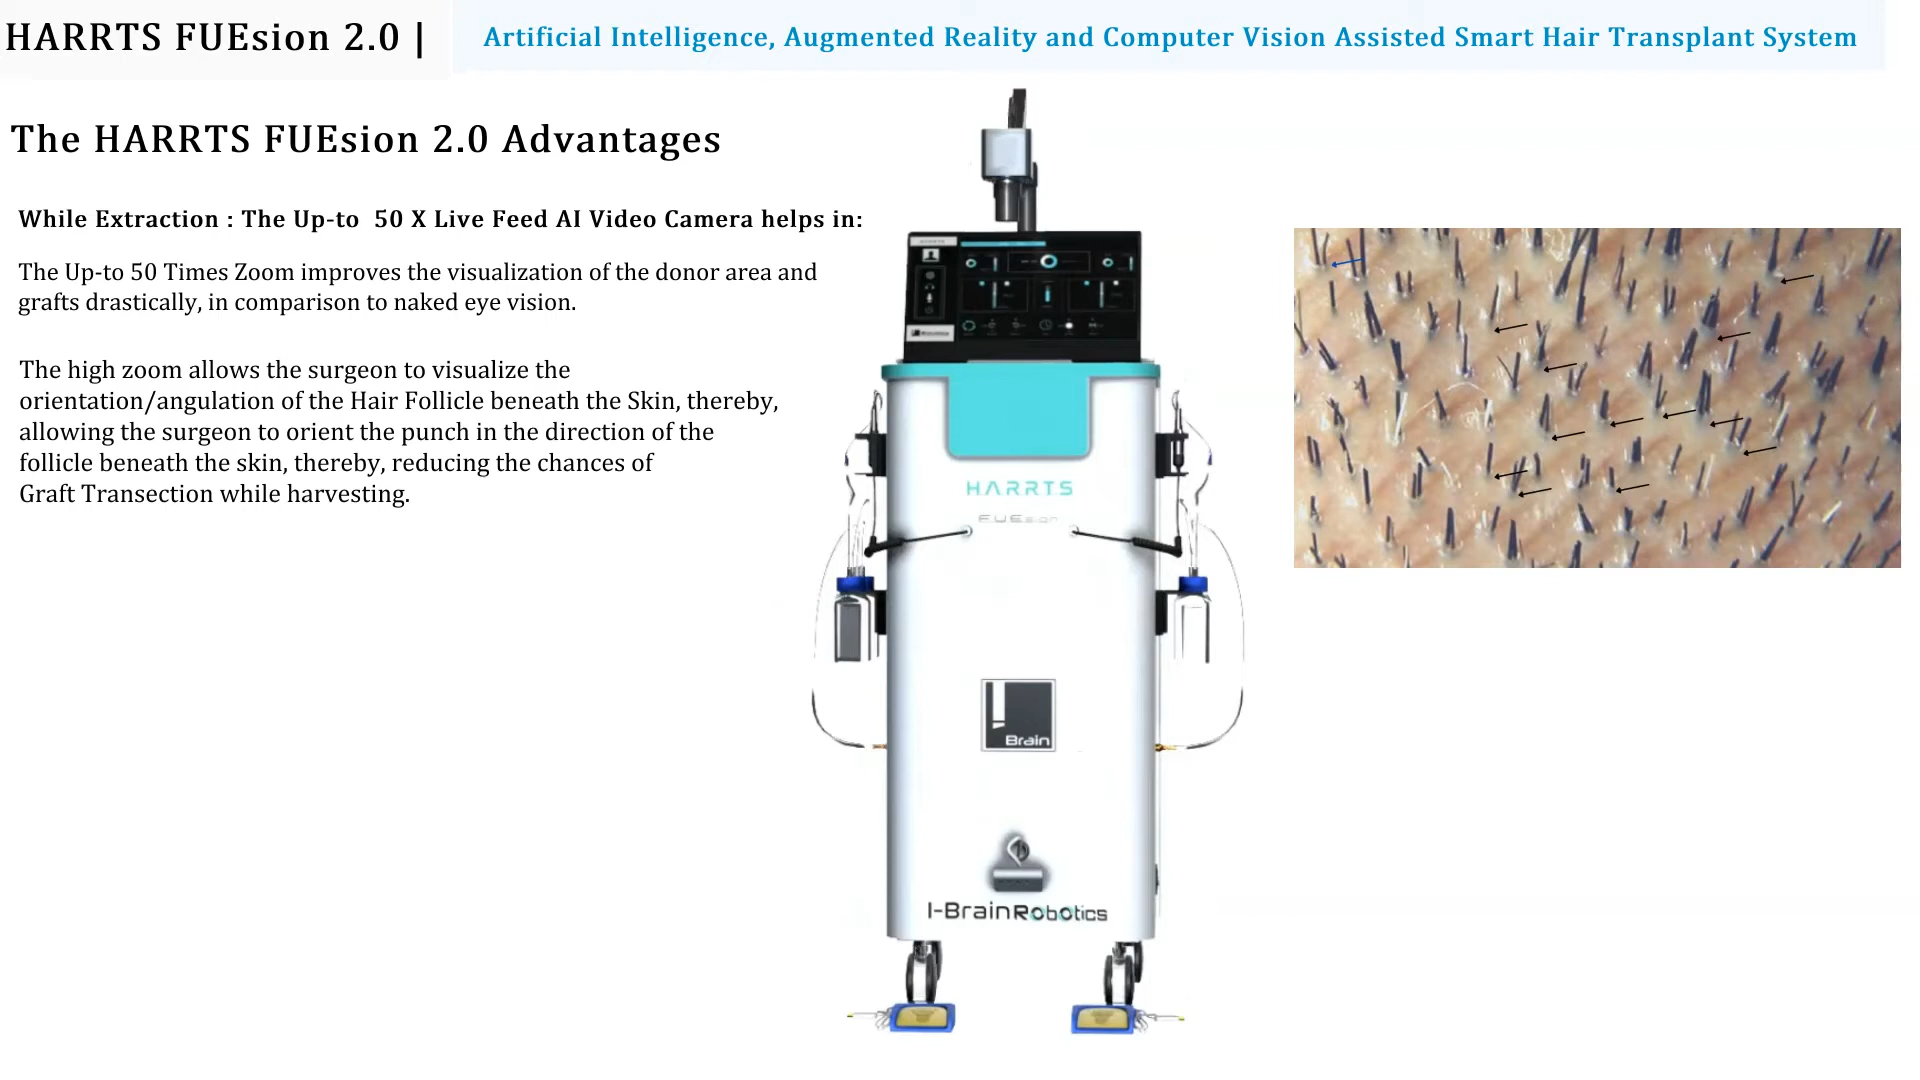 HARRTS FUEsion 2.0 |
Artificial Intelligence, Augmented Reality and Computer Vision Assisted Smart Hair Transplant System
The HARRTS FUEsion 2.0 Advantages
While Extraction : The Up-to 50 X Live Feed AI Video Camera helps in:
The Up-to 50 Times Zoom improves the visualization of the donor area and
grafts drastically, in comparison to naked eye vision.
The high zoom allows the surgeon to visualize the
orientation/angulation of the Hair Follicle beneath the Skin, thereby,
allowing the surgeon to orient the punch in the direction of the
follicle beneath the skin, thereby, reducing the chances of
Graft Transection while harvesting.
HARRTS
FUEsion
Brain
I-BrainRobotics